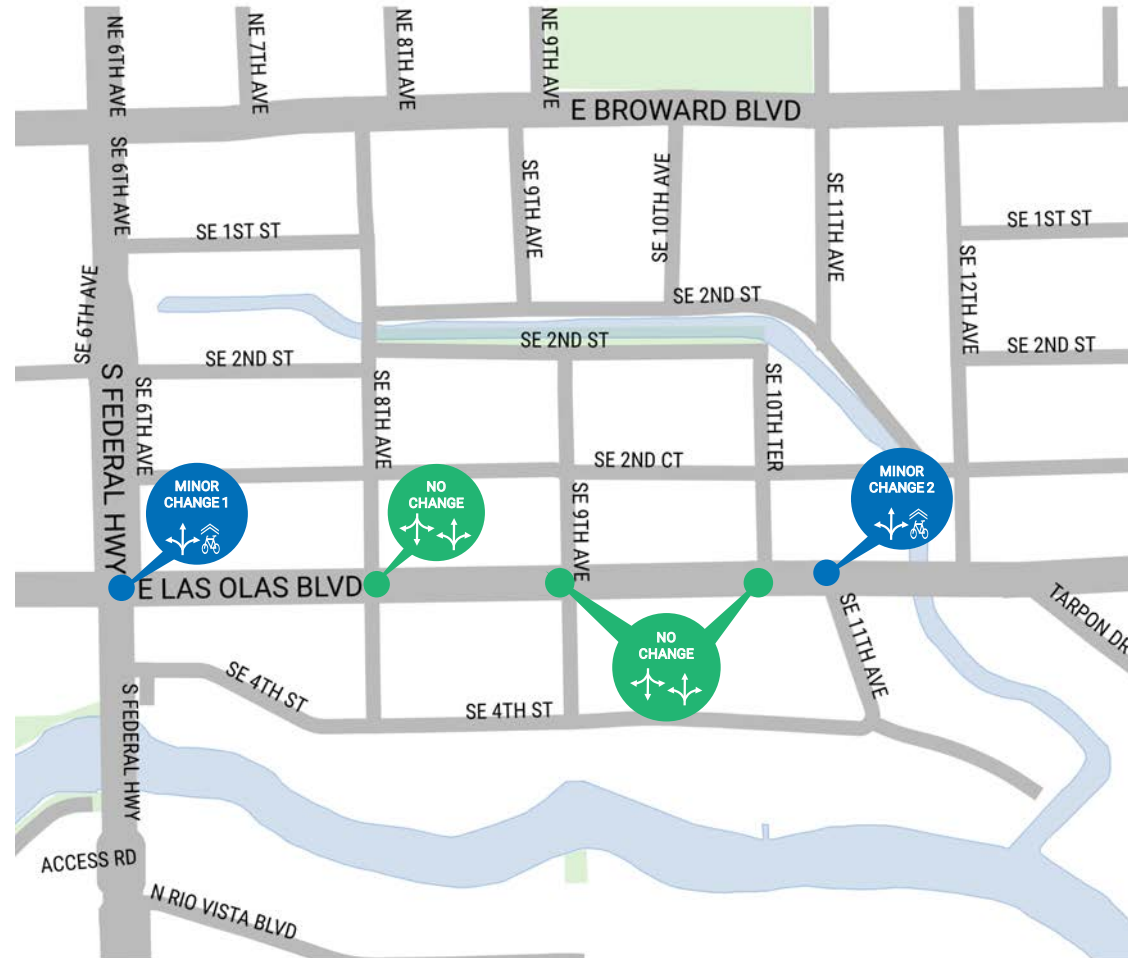 NE 6TH AVE
NE 7TH AVE
NE 8TH AVE
NE 9TH AVE
E BROWARD BLVD
SE 6TH AVE
SE 9TH AVE
SE 10TH AVE
SE 11TH AVE
SE 1ST ST
SE 1ST ST
SE 6TH AVE
SE 12TH AVE
SE 2ND ST
SE 2ND ST
SE 2ND ST
SE 2ND ST
S FEDERAL HWY
SE 6TH AVE
SE 8TH AVE
SE 10TH TER
SE 2ND CT
MINOR
CHANGE 1
NO
CHANGE
SE 9TH AVE
MINOR
CHANGE 2
E LAS OLAS BLVD
TARPON DR
NO
CHANGE
SE 11TH AVE
SE 4TH ST
SE 4TH ST
S FEDERAL HWY
ACCESS RD
N RIO VISTA BLVD